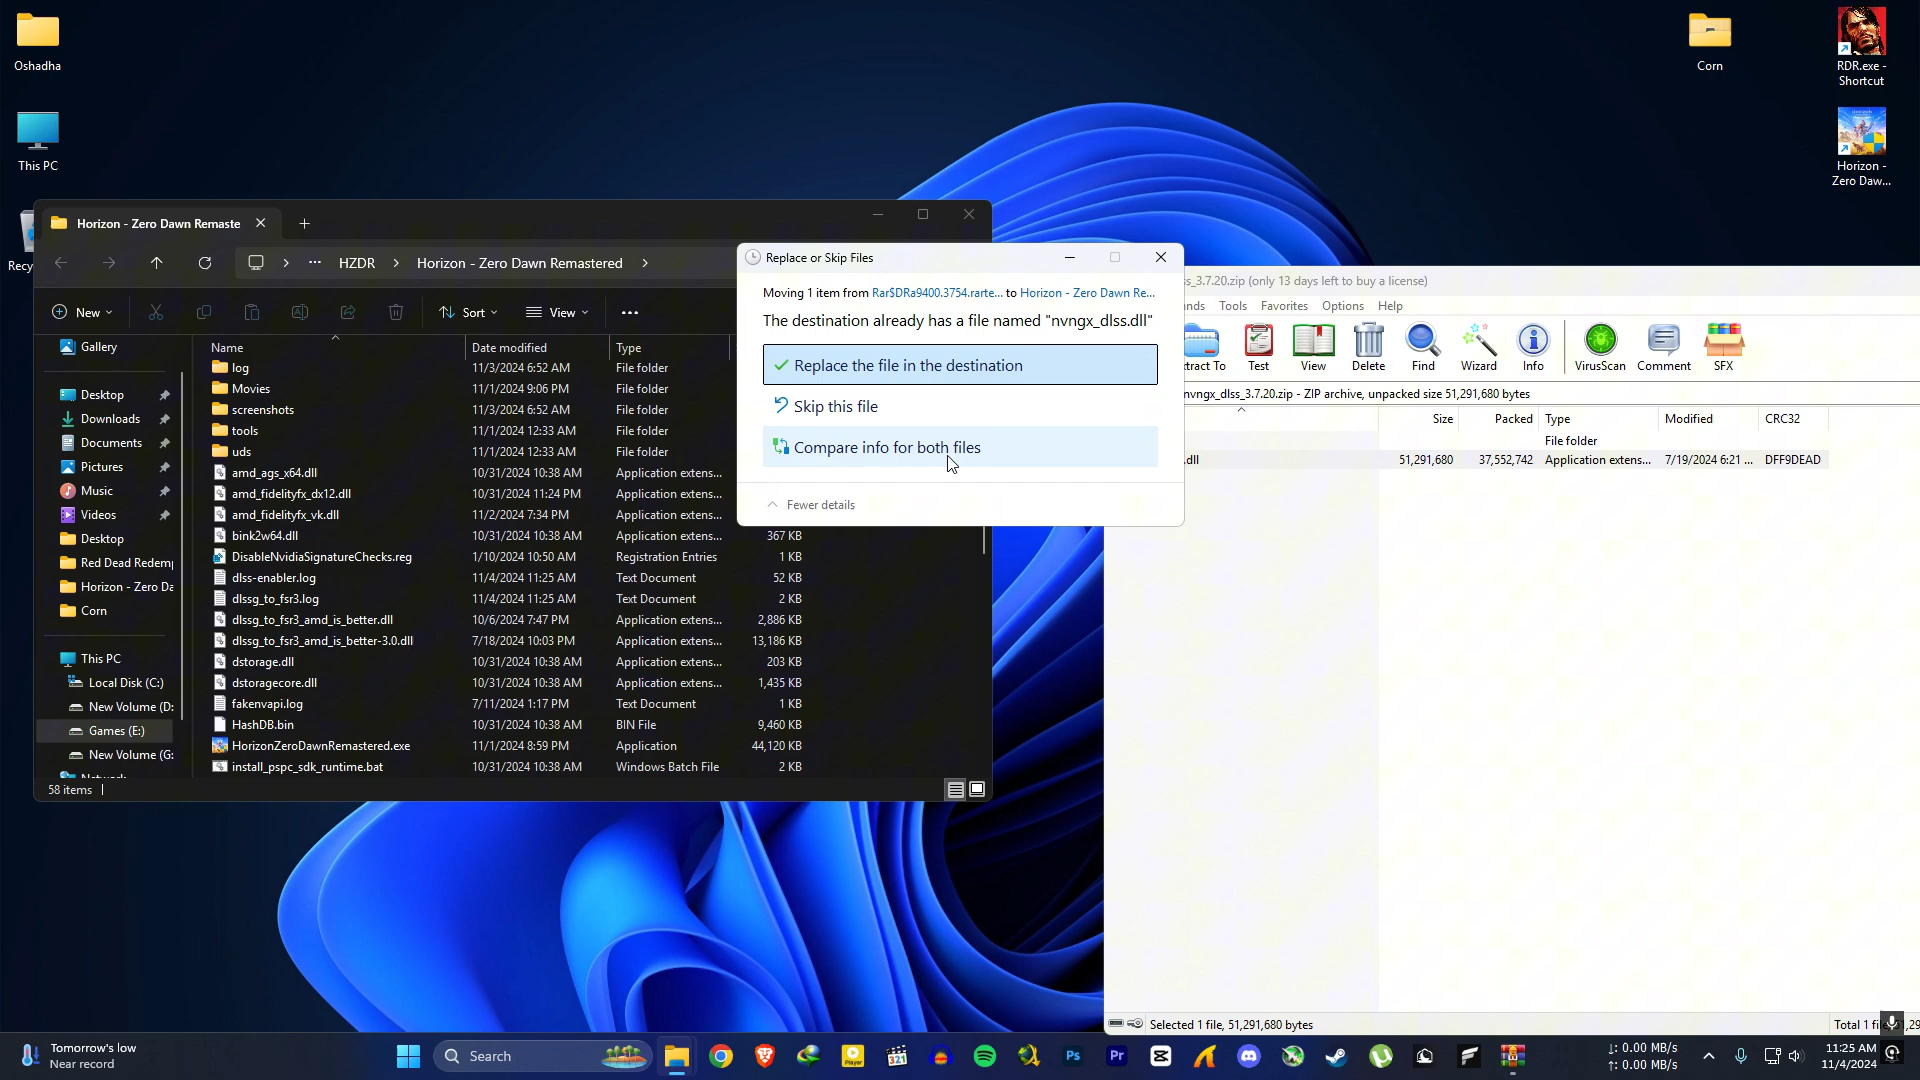 Oshadha
This PC
Recy
Corn
RDR.exe -
Shortcut
Horizon -
Zero Daw...
Horizon - Zero Dawn Remaste
HZDR
Horizon - Zero Dawn Remastered
New
Sort
View
Gallery
Desktop
Downloads
Documents
Pictures
Music
Videos
Desktop
Red Dead Redemp
Horizon - Zero Da
Corn
This PC
Local Disk (C:)
New Volume (D:
Games (E:)
New Volume (G:
Network
Name Date modified Type
log 11/3/2024 6:52 AM File folder
Movies 11/1/2024 9:06 PM File folder
screenshots 11/3/2024 6:52 AM File folder
tools 11/1/2024 12:33 AM File folder
uds 11/1/2024 12:33 AM File folder
amd_ags_x64.dll 10/31/2024 10:38 AM Application extens...
amd_fidelityfx_dx12.dll 10/31/2024 11:24 PM Application extens...
amd_fidelityfx_vk.dll 11/2/2024 7:34 PM Application extens...
bink2w64.dll 10/31/2024 10:38 AM Application extens... 367 KB
DisableNvidiaSignatureChecks.reg 1/10/2024 10:50 AM Registration Entries 1 KB
dlss-enabler.log 11/4/2024 11:25 AM Text Document 52 KB
dlssg_to_fsr3.log 11/4/2024 11:25 AM Text Document 2 KB
dlssg_to_fsr3_amd_is_better.dll 10/6/2024 7:47 PM Application extens... 2,886 KB
dlssg_to_fsr3_amd_is_better-3.0.dll 7/18/2024 10:03 PM Application extens... 13,186 KB
dstorage.dll 10/31/2024 10:38 AM Application extens... 203 KB
dstoragecore.dll 10/31/2024 10:38 AM Application extens... 1,435 KB
fakenvapi.log 7/11/2024 1:17 PM Text Document 1 KB
HashDB.bin 10/31/2024 10:38 AM BIN File 9,460 KB
HorizonZeroDawnRemastered.exe 11/1/2024 8:59 PM Application 44,120 KB
install_pspc_sdk_runtime.bat 10/31/2024 10:38 AM Windows Batch File 2 KB
58 items
Replace or Skip Files
Moving 1 item from Rar$DRa9400.3754.rarte... to Horizon - Zero Dawn Re...
The destination already has a file named "nvngx_dlss.dll"
Replace the file in the destination
Skip this file
Compare info for both files
Fewer details
ss_3.7.20.zip (only 13 days left to buy a license)
nds Tools Favorites Options Help
tract To Test View Delete Find Wizard Info VirusScan Comment SFX
nvngx_dlss_3.7.20.zip - ZIP archive, unpacked size 51,291,680 bytes
Size Packed Type Modified CRC32
File folder
.dll 51,291,680 37,552,742 Application extens... 7/19/2024 6:21 ... DFF9DEAD
Selected 1 file, 51,291,680 bytes
Total 1 file
Tomorrow's low
Near record
Search
321
Player
Ps
Pr
↓: 0.00 MB/s
↑: 0.00 MB/s
11:25 AM
11/4/2024